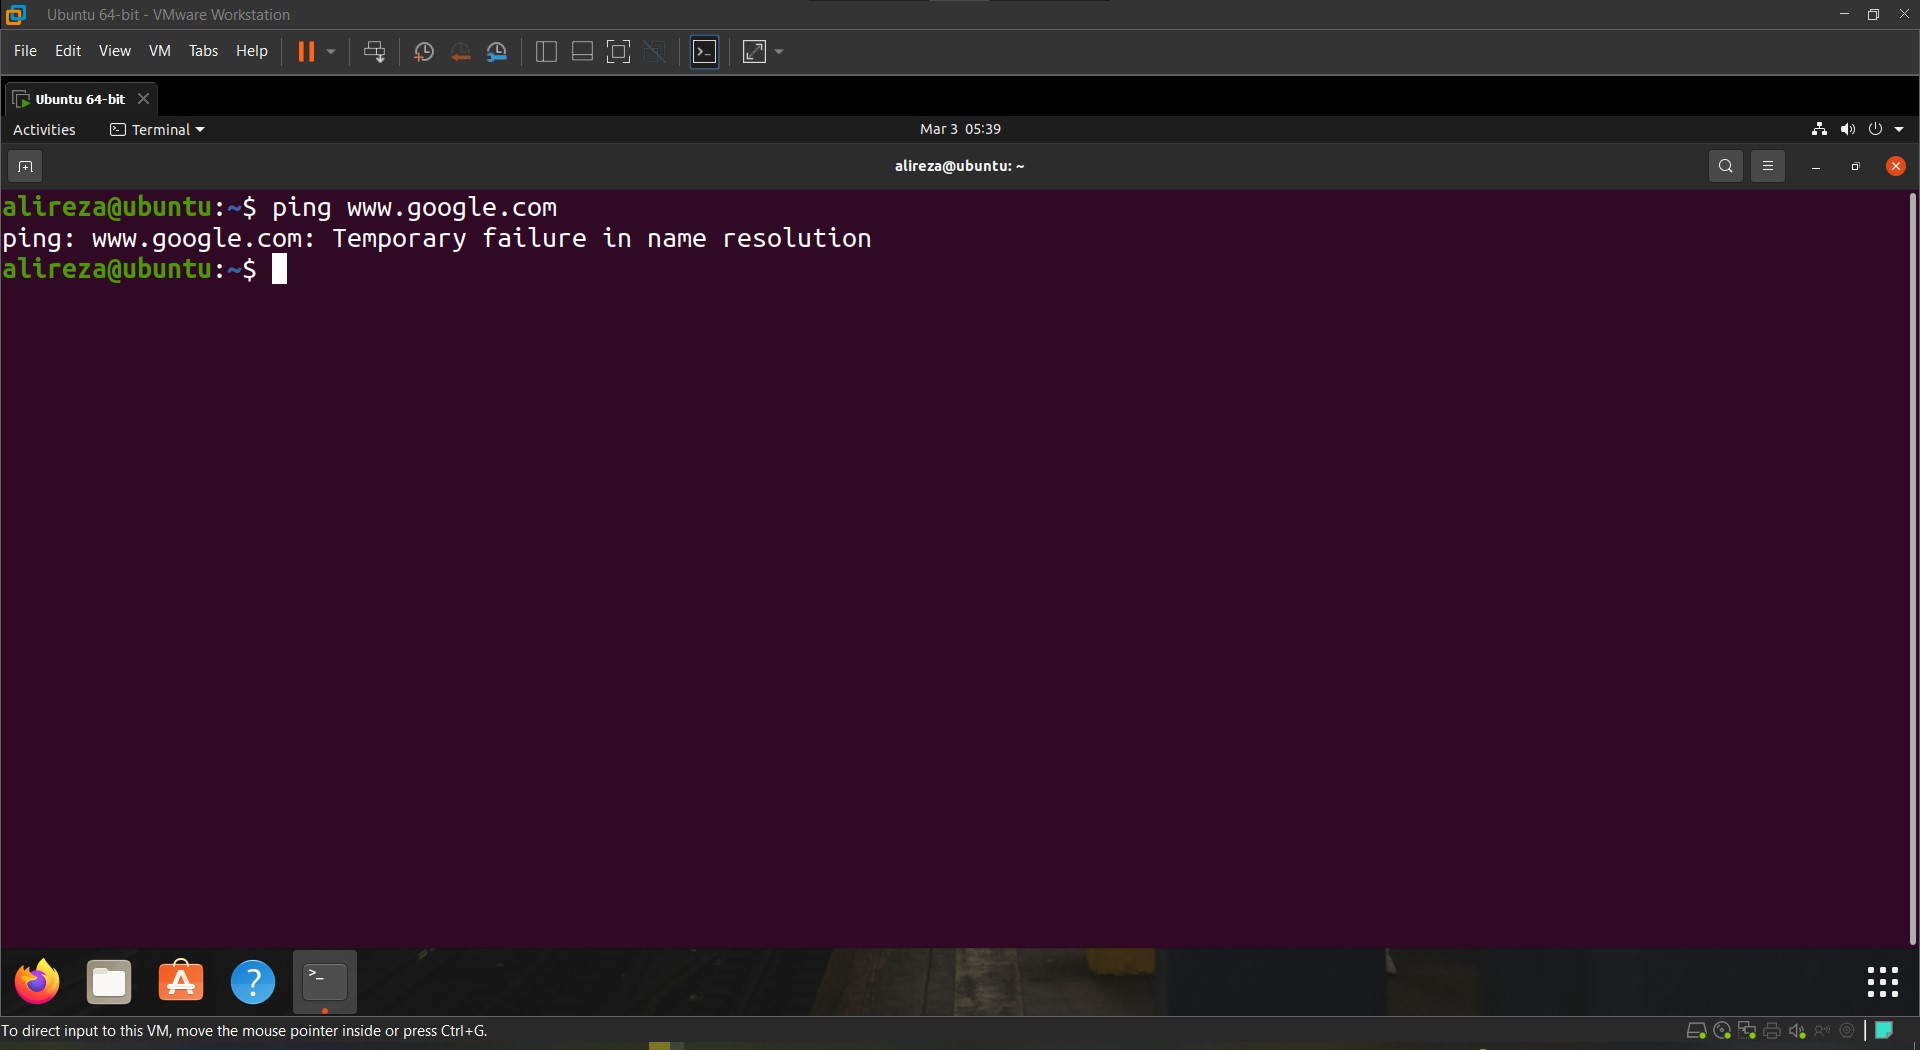 Ubuntu 64-bit - VMware Workstation
File Edit View VM Tabs Help
Ubuntu 64-bit
Activities Terminal Mar 3 05:39
alireza@ubuntu: ~
alireza@ubuntu:~$ ping www.google.com
ping: www.google.com: Temporary failure in name resolution
alireza@ubuntu:~$
To direct input to this VM, move the mouse pointer inside or press Ctrl+G.